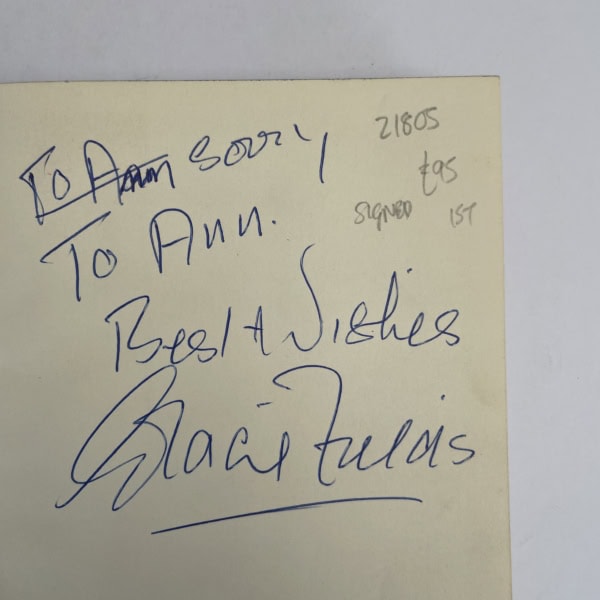 To Ann Sorry
To Ann.
Best Wishes
Gracie Fields
21805
£95
SIGNED 1ST